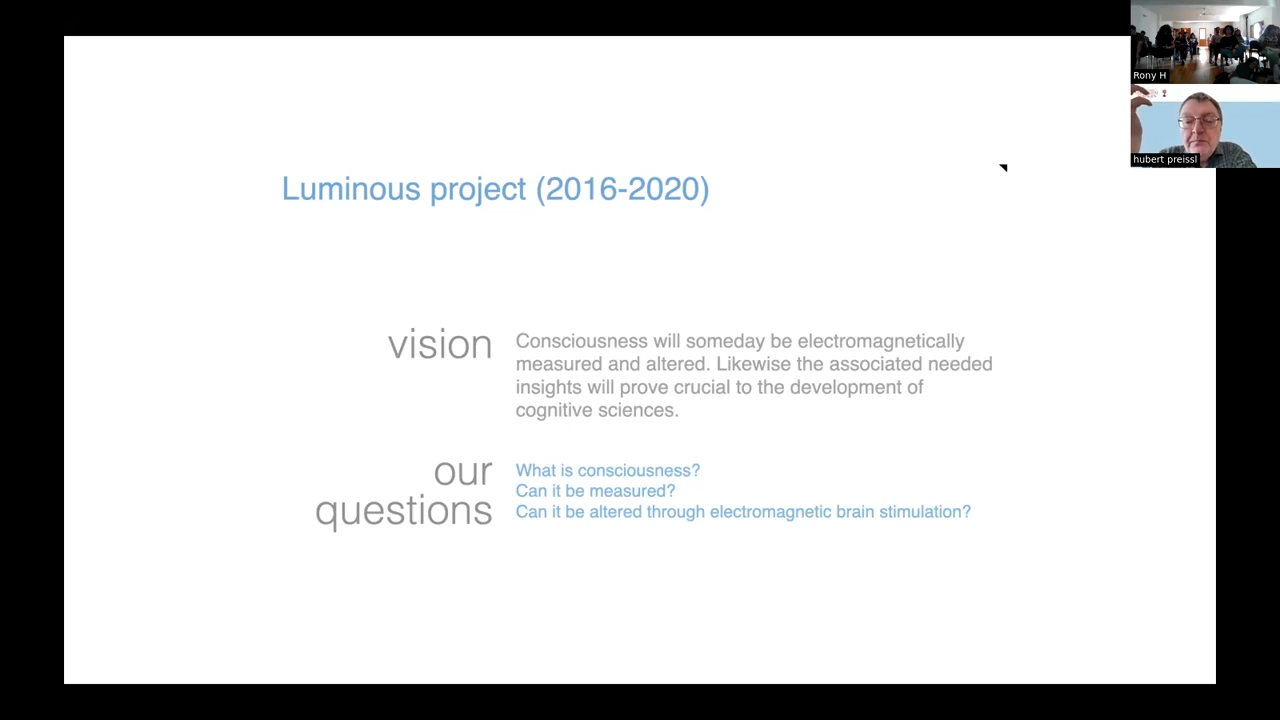 Rony H
hubert preissl
Luminous project (2016-2020)
vision
Consciousness will someday be electromagnetically
measured and altered. Likewise the associated needed
insights will prove crucial to the development of
cognitive sciences.
our
questions
What is consciousness?
Can it be measured?
Can it be altered through electromagnetic brain stimulation?